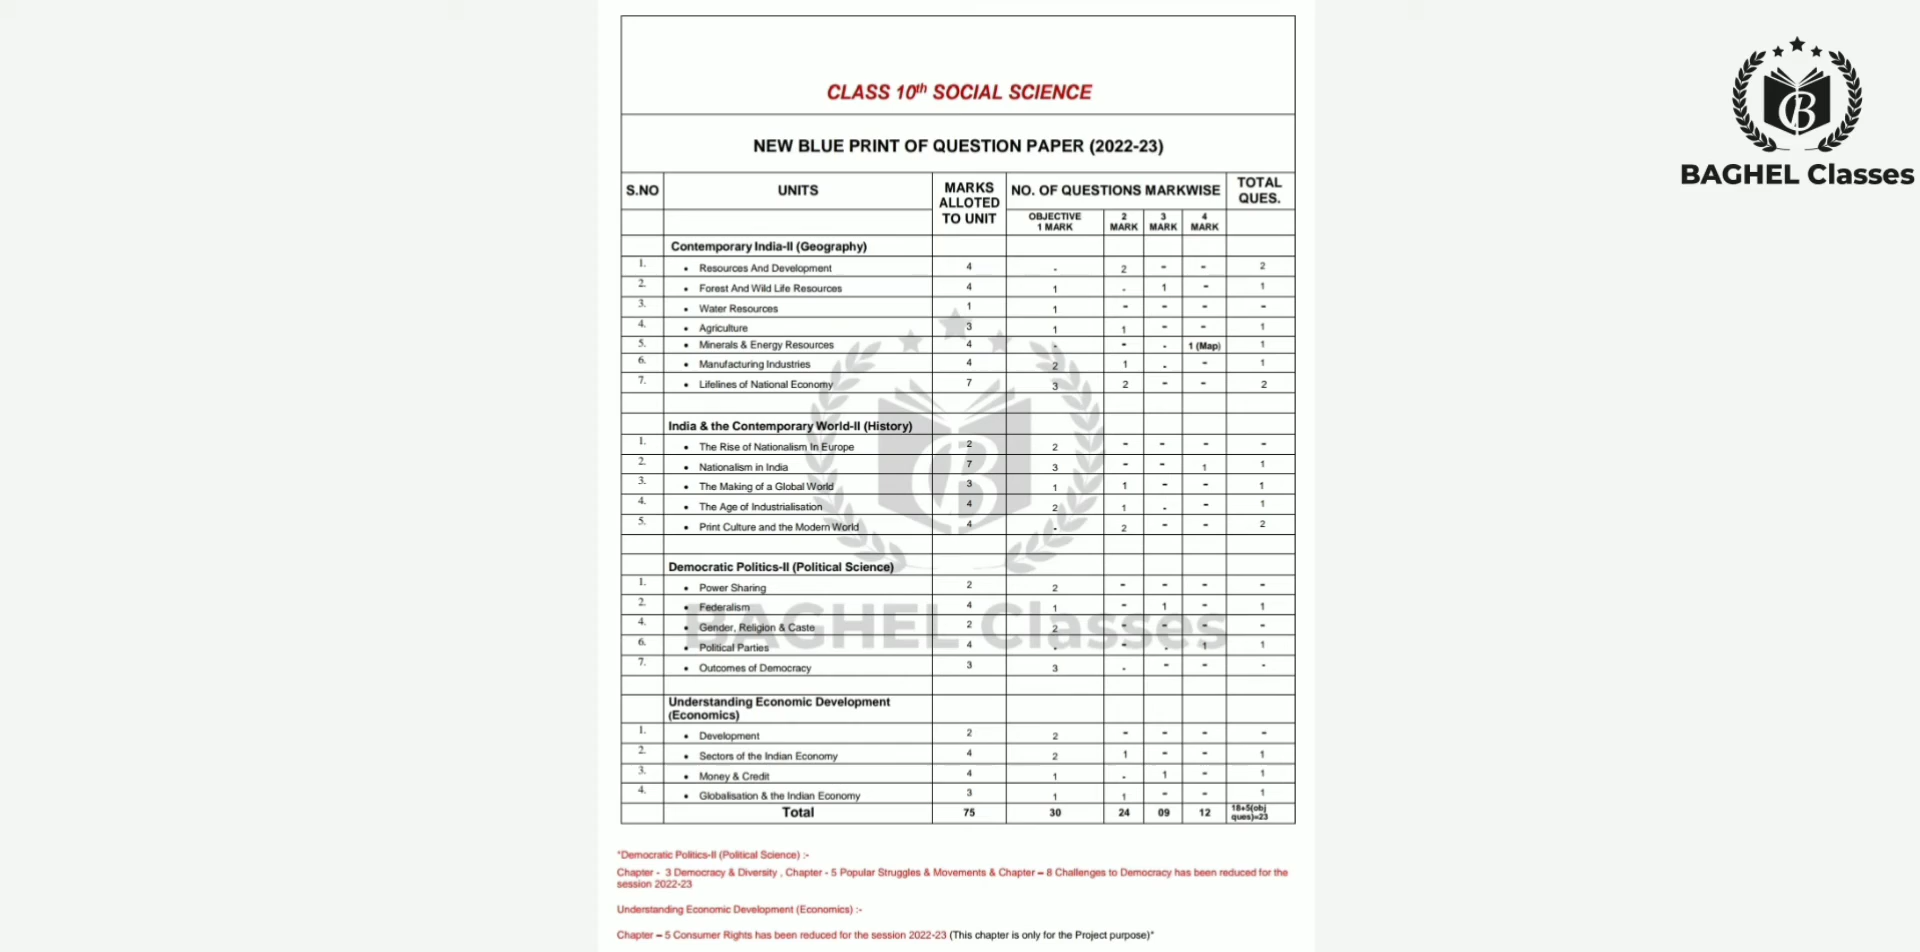 CLASS 10th SOCIAL SCIENCE
NEW BLUE PRINT OF QUESTION PAPER (2022-23)
S.NO UNITS MARKS ALLOTED TO UNIT NO. OF QUESTIONS MARKWISE TOTAL QUES.
OBJECTIVE 1 MARK 2 MARK 3 MARK 4 MARK
Contemporary India-II (Geography)
1. • Resources And Development 4 - 2 - - 2
2. • Forest And Wild Life Resources 4 1 - 1 - 1
3. • Water Resources 1 1 - - - -
4. • Agriculture 3 1 1 - - 1
5. • Minerals & Energy Resources 4 - - - 1 (Map) 1
6. • Manufacturing Industries 4 2 1 - - 1
7. • Lifelines of National Economy 7 3 2 - - 2
India & the Contemporary World-II (History)
1. • The Rise of Nationalism In Europe 2 2 - - - -
2. • Nationalism in India 7 3 - - 1 1
3. • The Making of a Global World 3 1 1 - - 1
4. • The Age of Industrialisation 4 2 1 - - 1
5. • Print Culture and the Modern World 4 - 2 - - 2
Democratic Politics-II (Political Science)
1. • Power Sharing 2 2 - - - -
2. • Federalism 4 1 - 1 - 1
4. • Gender, Religion & Caste 2 2 - - - -
6. • Political Parties 4 - - - 1 1
7. • Outcomes of Democracy 3 3 - - - -
Understanding Economic Development
(Economics)
1. • Development 2 2 - - - -
2. • Sectors of the Indian Economy 4 2 1 - - 1
3. • Money & Credit 4 1 - 1 - 1
4. • Globalisation & the Indian Economy 3 1 1 - - 1
Total 75 30 24 09 12 18+5(obj ques)=23
*Democratic Politics-II (Political Science) :-
Chapter - 3 Democracy & Diversity , Chapter - 5 Popular Struggles & Movements & Chapter – 8 Challenges to Democracy has been reduced for the
session 2022-23
Understanding Economic Development (Economics) :-
Chapter – 5 Consumer Rights has been reduced for the session 2022-23 (This chapter is only for the Project purpose)*
BAGHEL Classes
BAGHEL Classes